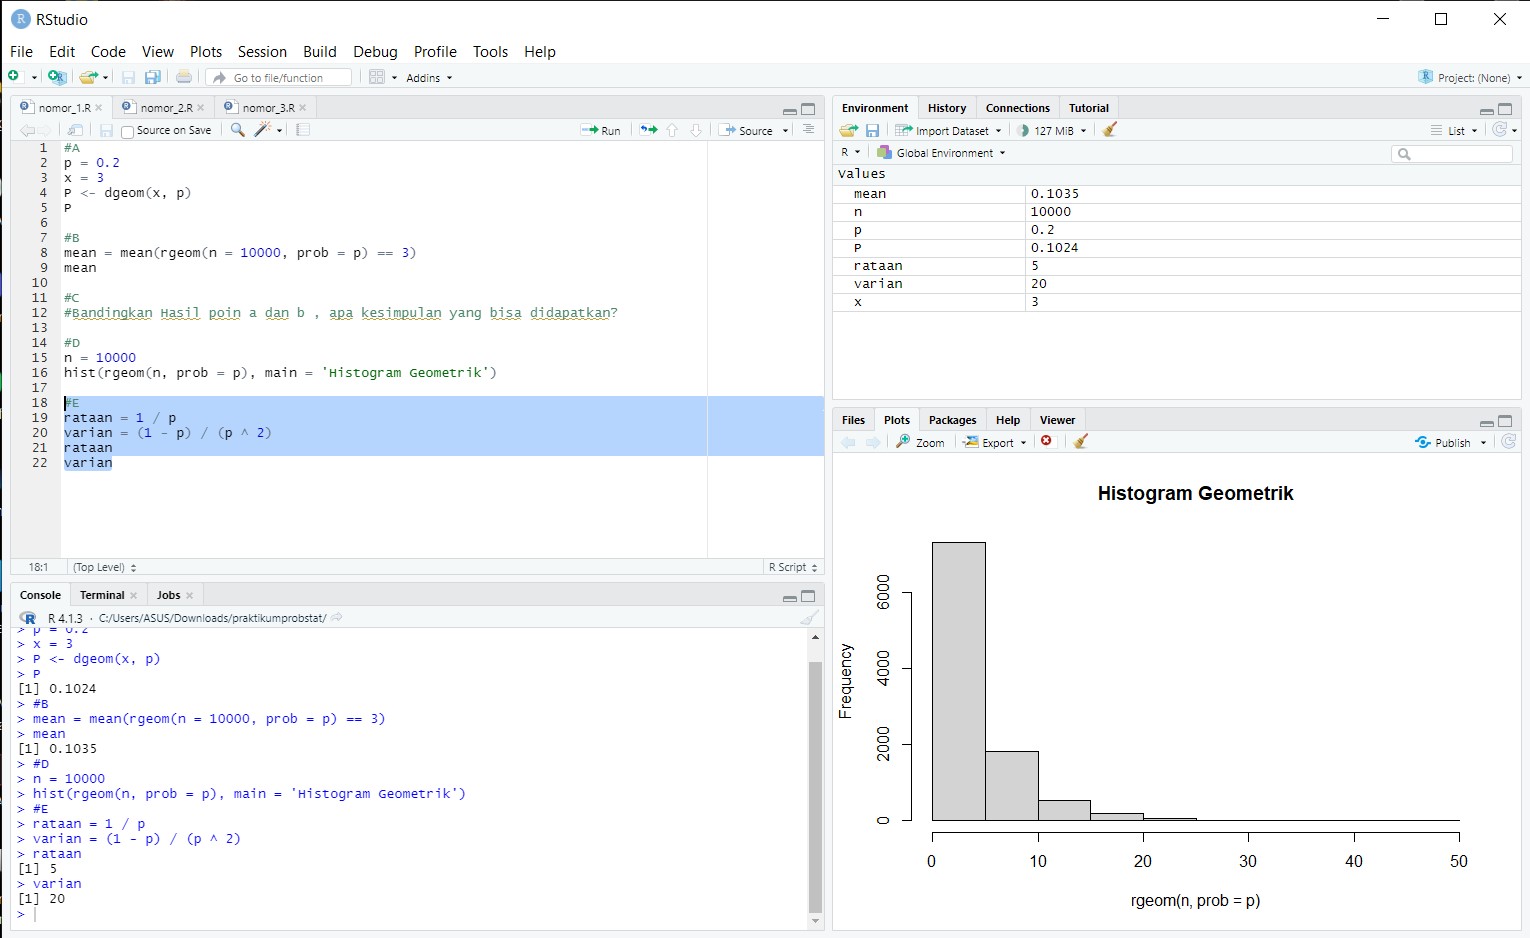 RStudio
File Edit Code View Plots Session Build Debug Profile Tools Help
Go to file/function Addins Project: (None)
nomor_1.R nomor_2.R nomor_3.R
Source on Save Run Source
1 #A
2 p = 0.2
3 x = 3
4 P <- dgeom(x, p)
5 P
6
7 #B
8 mean = mean(rgeom(n = 10000, prob = p) == 3)
9 mean
10
11 #C
12 #Bandingkan Hasil poin a dan b , apa kesimpulan yang bisa didapatkan?
13
14 #D
15 n = 10000
16 hist(rgeom(n, prob = p), main = 'Histogram Geometrik')
17
18 #E
19 rataan = 1 / p
20 varian = (1 - p) / (p ^ 2)
21 rataan
22 varian
18:1 (Top Level) R Script
Console Terminal Jobs
R 4.1.3 · C:/Users/ASUS/Downloads/praktikumprobstat/
> p = 0.2
> x = 3
> P <- dgeom(x, p)
> P
[1] 0.1024
> #B
> mean = mean(rgeom(n = 10000, prob = p) == 3)
> mean
[1] 0.1035
> #D
> n = 10000
> hist(rgeom(n, prob = p), main = 'Histogram Geometrik')
> #E
> rataan = 1 / p
> varian = (1 - p) / (p ^ 2)
> rataan
[1] 5
> varian
[1] 20
>
Environment History Connections Tutorial
Import Dataset 127 MiB List
R Global Environment
values
mean 0.1035
n 10000
p 0.2
P 0.1024
rataan 5
varian 20
x 3
Files Plots Packages Help Viewer
Zoom Export Publish
Histogram Geometrik
Frequency
6000
4000
2000
0
0 10 20 30 40 50
rgeom(n, prob = p)